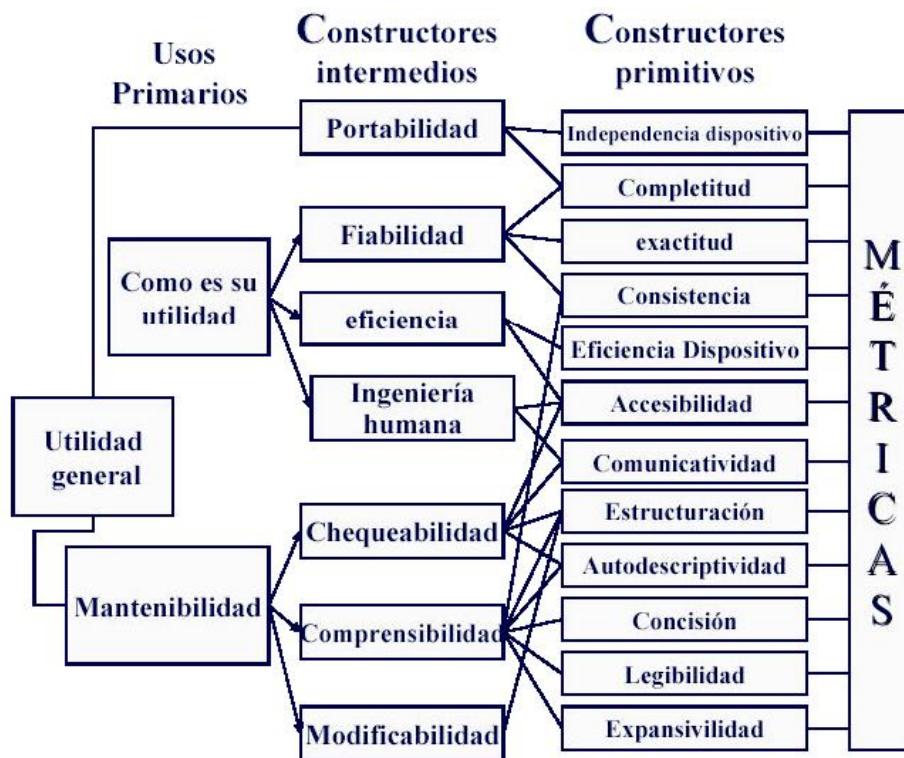 Usos
Primarios
Constructores
intermedios
Constructores
primitivos
Portabilidad
Fiabilidad
Como es su
utilidad
eficiencia
Ingeniería
humana
Utilidad
general
Chequeabilidad
Mantenibilidad
Comprensibilidad
Modificabilidad
Independencia dispositivo
Completitud
exactitud
Consistencia
Eficiencia Dispositivo
Accesibilidad
Comunicatividad
Estructuración
Autodescriptividad
Concisión
Legibilidad
Expansivilidad
MÉTRICAS